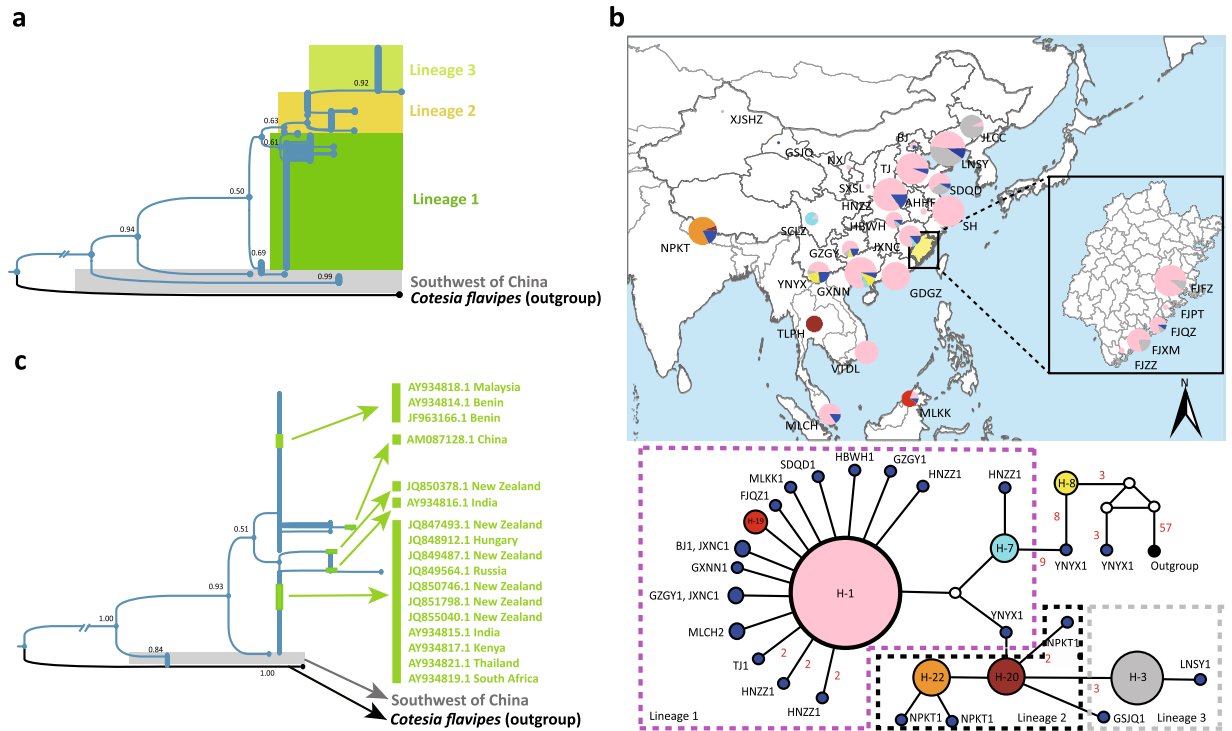 a
Lineage 3
0.92
Lineage 2
0.63
0.61
Lineage 1
0.50
0.94
0.69
0.99
Southwest of China
Cotesia flavipes (outgroup)
b
XJSHZ
GSJQ
NX
BJ
JLCC
TJ
LNSY
SXSL
SDQD
HNZZ
AHHF
SCLZ
HBWH
SH
NPKT
GZGY
JXNC
YNYX
GXNN
GDGZ
TLPH
VTDL
MLCH
MLKK
FJFZ
FJPT
FJQZ
FJXM
FJZZ
N
c
AY934818.1 Malaysia
AY934814.1 Benin
JF963166.1 Benin
AM087128.1 China
JQ850378.1 New Zealand
AY934816.1 India
JQ847493.1 New Zealand
JQ848912.1 Hungary
JQ849487.1 New Zealand
JQ849564.1 Russia
JQ850746.1 New Zealand
JQ851798.1 New Zealand
JQ855040.1 New Zealand
AY934815.1 India
AY934817.1 Kenya
AY934821.1 Thailand
AY934819.1 South Africa
0.51
0.93
1.00
0.84
1.00
Southwest of China
Cotesia flavipes (outgroup)
HBWH1
SDQD1
GZGY1
MLKK1
HNZZ1
FJQZ1
H-19
BJ1, JXNC1
GXNN1
GZGY1, JXNC1
MLCH2
TJ1
2
HNZZ1
2
HNZZ1
2
H-1
Lineage 1
HNZZ1
H-7
9
H-8
3
8
YNYX1
3
YNYX1
57
Outgroup
YNYX1
NPKT1
2
H-22
H-20
NPKT1
NPKT1
Lineage 2
3
H-3
LNSY1
GSJQ1
Lineage 3